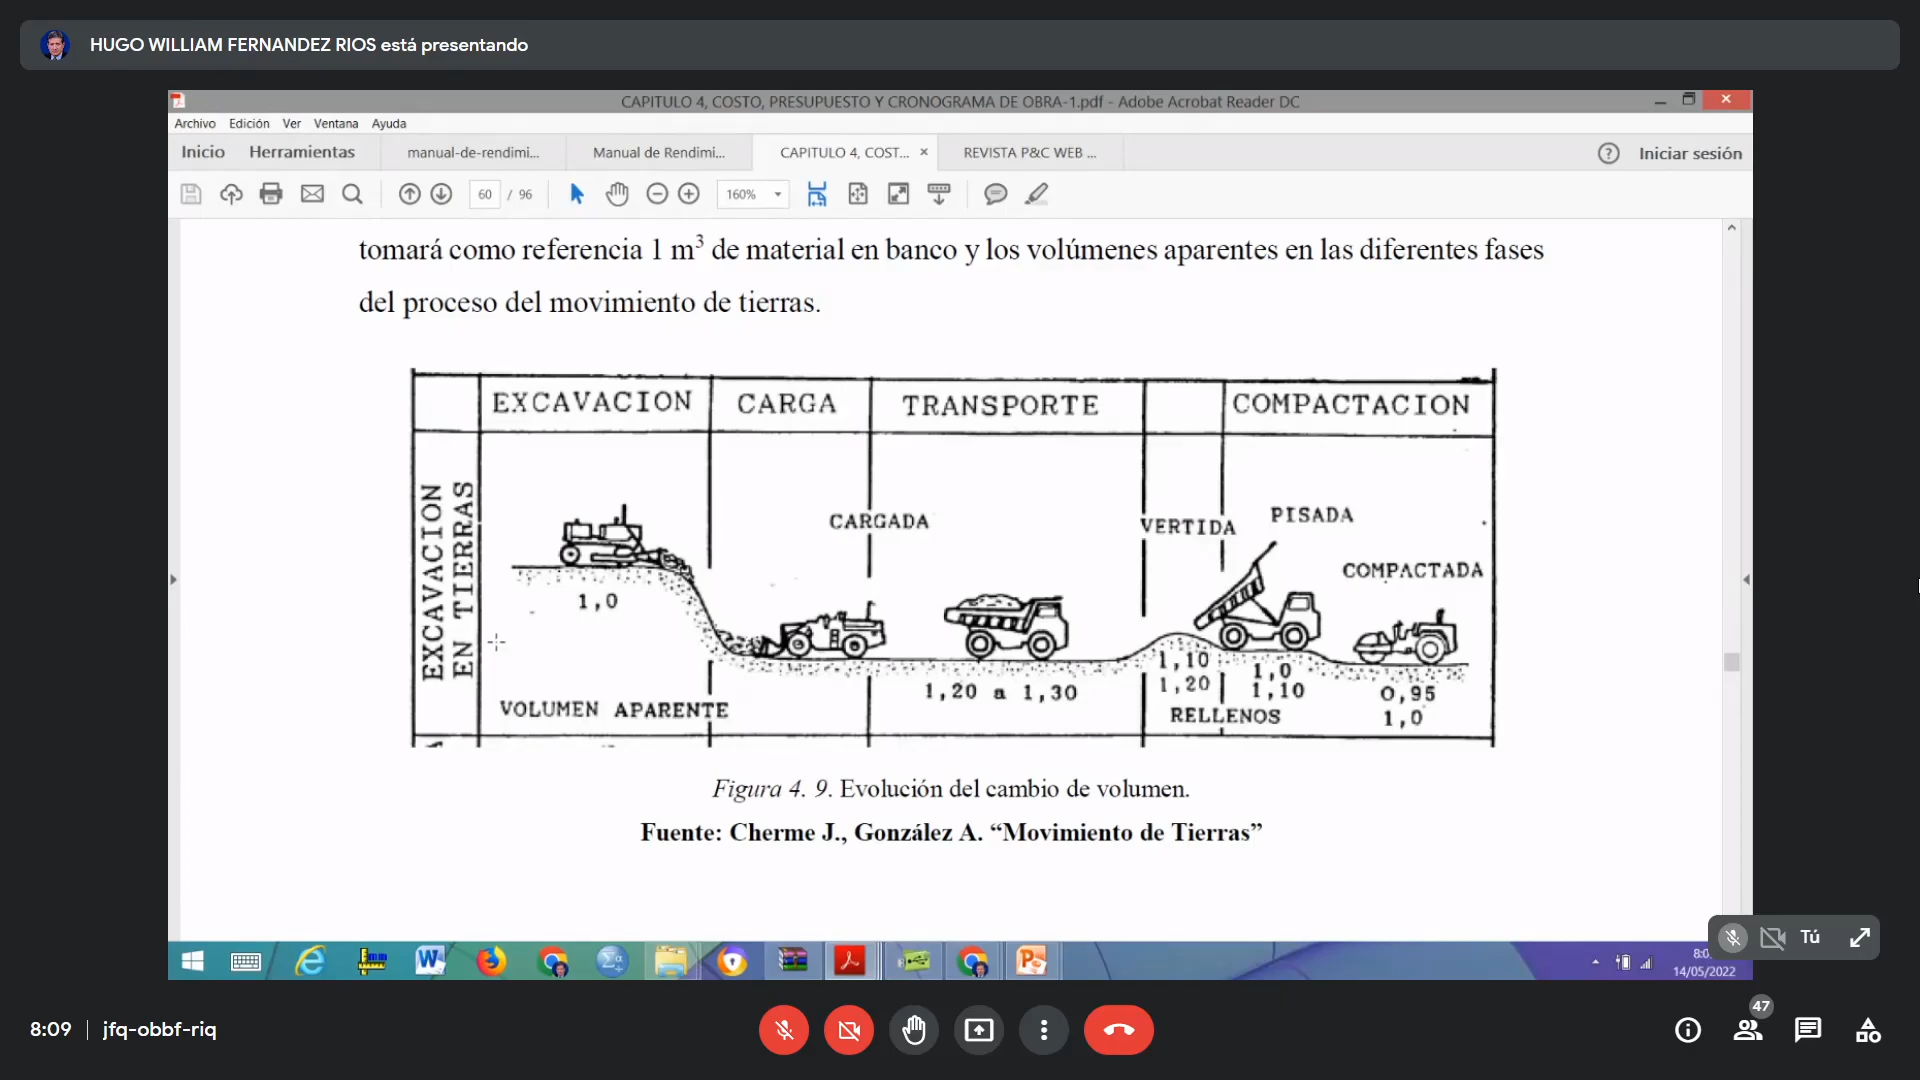 HUGO WILLIAM FERNANDEZ RIOS está presentando
CAPITULO 4, COSTO, PRESUPUESTO Y CRONOGRAMA DE OBRA-1.pdf - Adobe Acrobat Reader DC
Archivo Edición Ver Ventana Ayuda
Inicio Herramientas manual-de-rendimi... Manual de Rendimi... CAPITULO 4, COST... × REVISTA P&C WEB ... ? Iniciar sesión
60 / 96 160%
tomará como referencia 1 m³ de material en banco y los volúmenes aparentes en las diferentes fases
del proceso del movimiento de tierras.
EXCAVACION CARGA TRANSPORTE COMPACTACION
EXCAVACION
EN TIERRAS
CARGADA VERTIDA PISADA
COMPACTADA
1,0
1,20 a 1,30
1,10
1,20
1,0
1,10
0,95
1,0
VOLUMEN APARENTE RELLENOS
Figura 4. 9. Evolución del cambio de volumen.
Fuente: Cherme J., González A. “Movimiento de Tierras”
Tú
14/05/2022
8:09 jfq-obbf-riq
47